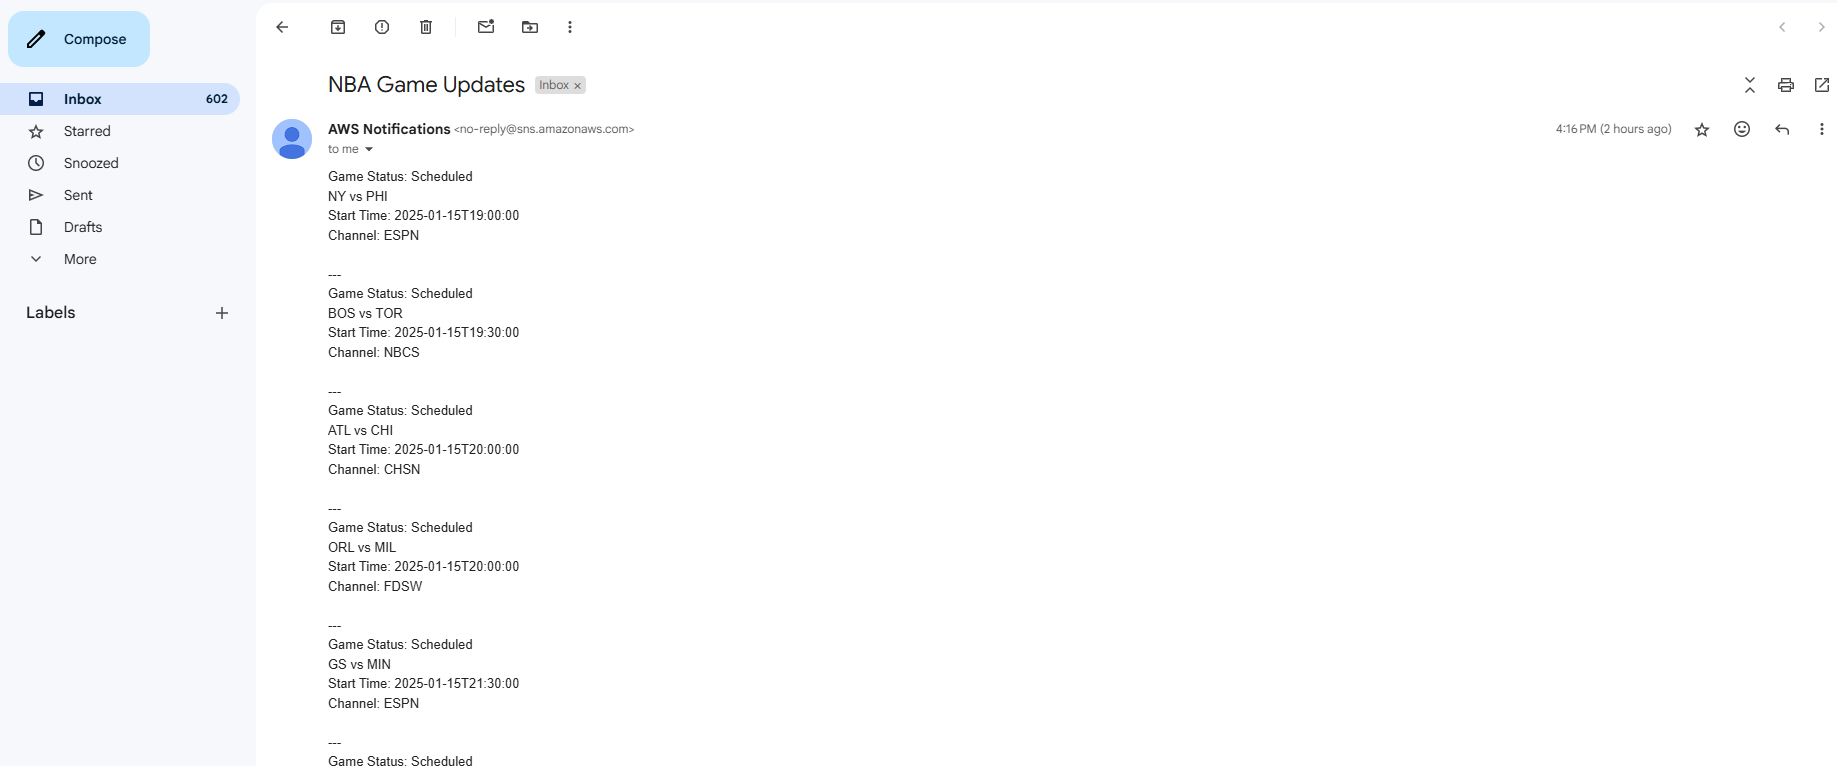 Compose
Inbox 602
Starred
Snoozed
Sent
Drafts
More
Labels
NBA Game Updates Inbox ×
AWS Notifications <no-reply@sns.amazonaws.com> 4:16 PM (2 hours ago)
to me
Game Status: Scheduled
NY vs PHI
Start Time: 2025-01-15T19:00:00
Channel: ESPN
---
Game Status: Scheduled
BOS vs TOR
Start Time: 2025-01-15T19:30:00
Channel: NBCS
---
Game Status: Scheduled
ATL vs CHI
Start Time: 2025-01-15T20:00:00
Channel: CHSN
---
Game Status: Scheduled
ORL vs MIL
Start Time: 2025-01-15T20:00:00
Channel: FDSW
---
Game Status: Scheduled
GS vs MIN
Start Time: 2025-01-15T21:30:00
Channel: ESPN
---
Game Status: Scheduled